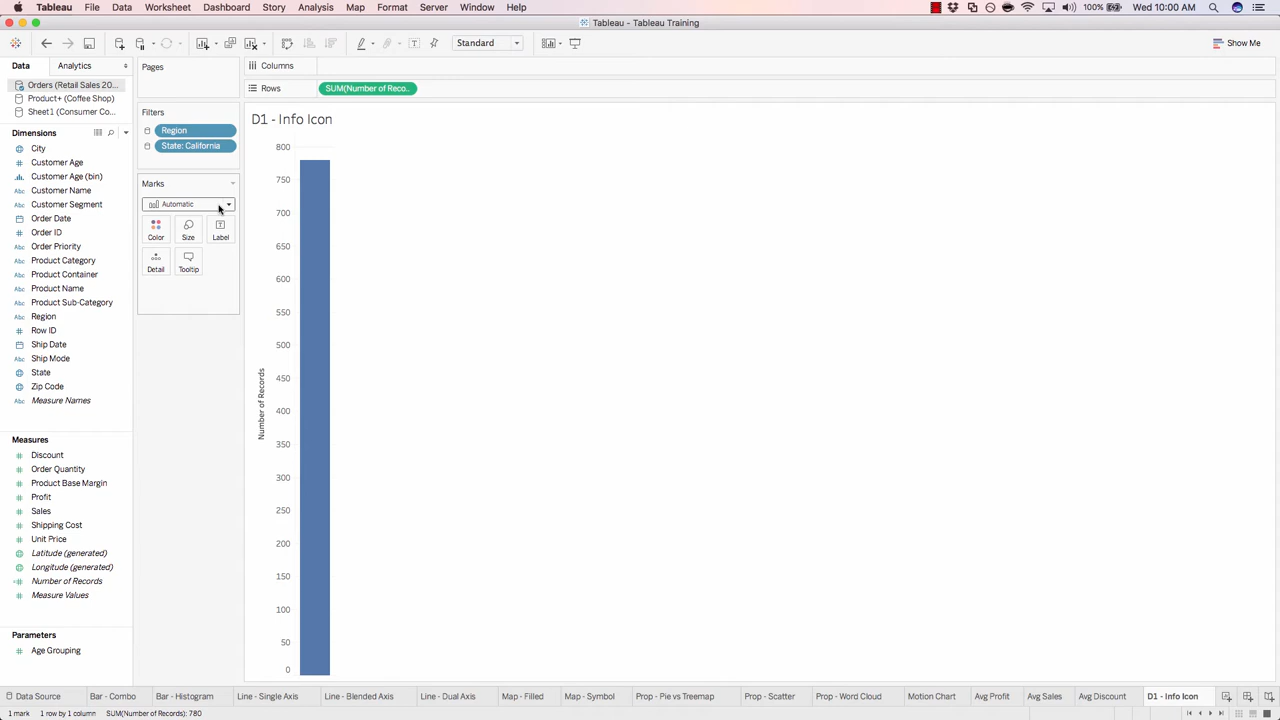 Tableau File Data Worksheet Dashboard Story Analysis Map Format Server Window Help 100% Wed 10:00 AM
Tableau - Tableau Training
Standard Show Me
Data Analytics
Orders (Retail Sales 20...
Product+ (Coffee Shop)
Sheet1 (Consumer Co...
Dimensions
City
Customer Age
Customer Age (bin)
Abc Customer Name
Abc Customer Segment
Order Date
Order ID
Abc Order Priority
Abc Product Category
Abc Product Container
Abc Product Name
Abc Product Sub-Category
Abc Region
Row ID
Ship Date
Abc Ship Mode
State
Zip Code
Abc Measure Names
Measures
Discount
Order Quantity
Product Base Margin
Profit
Sales
Shipping Cost
Unit Price
Latitude (generated)
Longitude (generated)
Number of Records
Measure Values
Parameters
Age Grouping
Pages
Filters
Region
State: California
Marks
Automatic
Color Size Label
Detail Tooltip
Columns
Rows SUM(Number of Reco..
D1 - Info Icon
800
750
700
650
600
550
500
450
400
350
300
250
200
150
100
50
0
Number of Records
Data Source Bar - Combo Bar - Histogram Line - Single Axis Line - Blended Axis Line - Dual Axis Map - Filled Map - Symbol Prop - Pie vs Treemap Prop - Scatter Prop - Word Cloud Motion Chart Avg Profit Avg Sales Avg Discount D1 - Info Icon
1 mark 1 row by 1 column SUM(Number of Records): 780